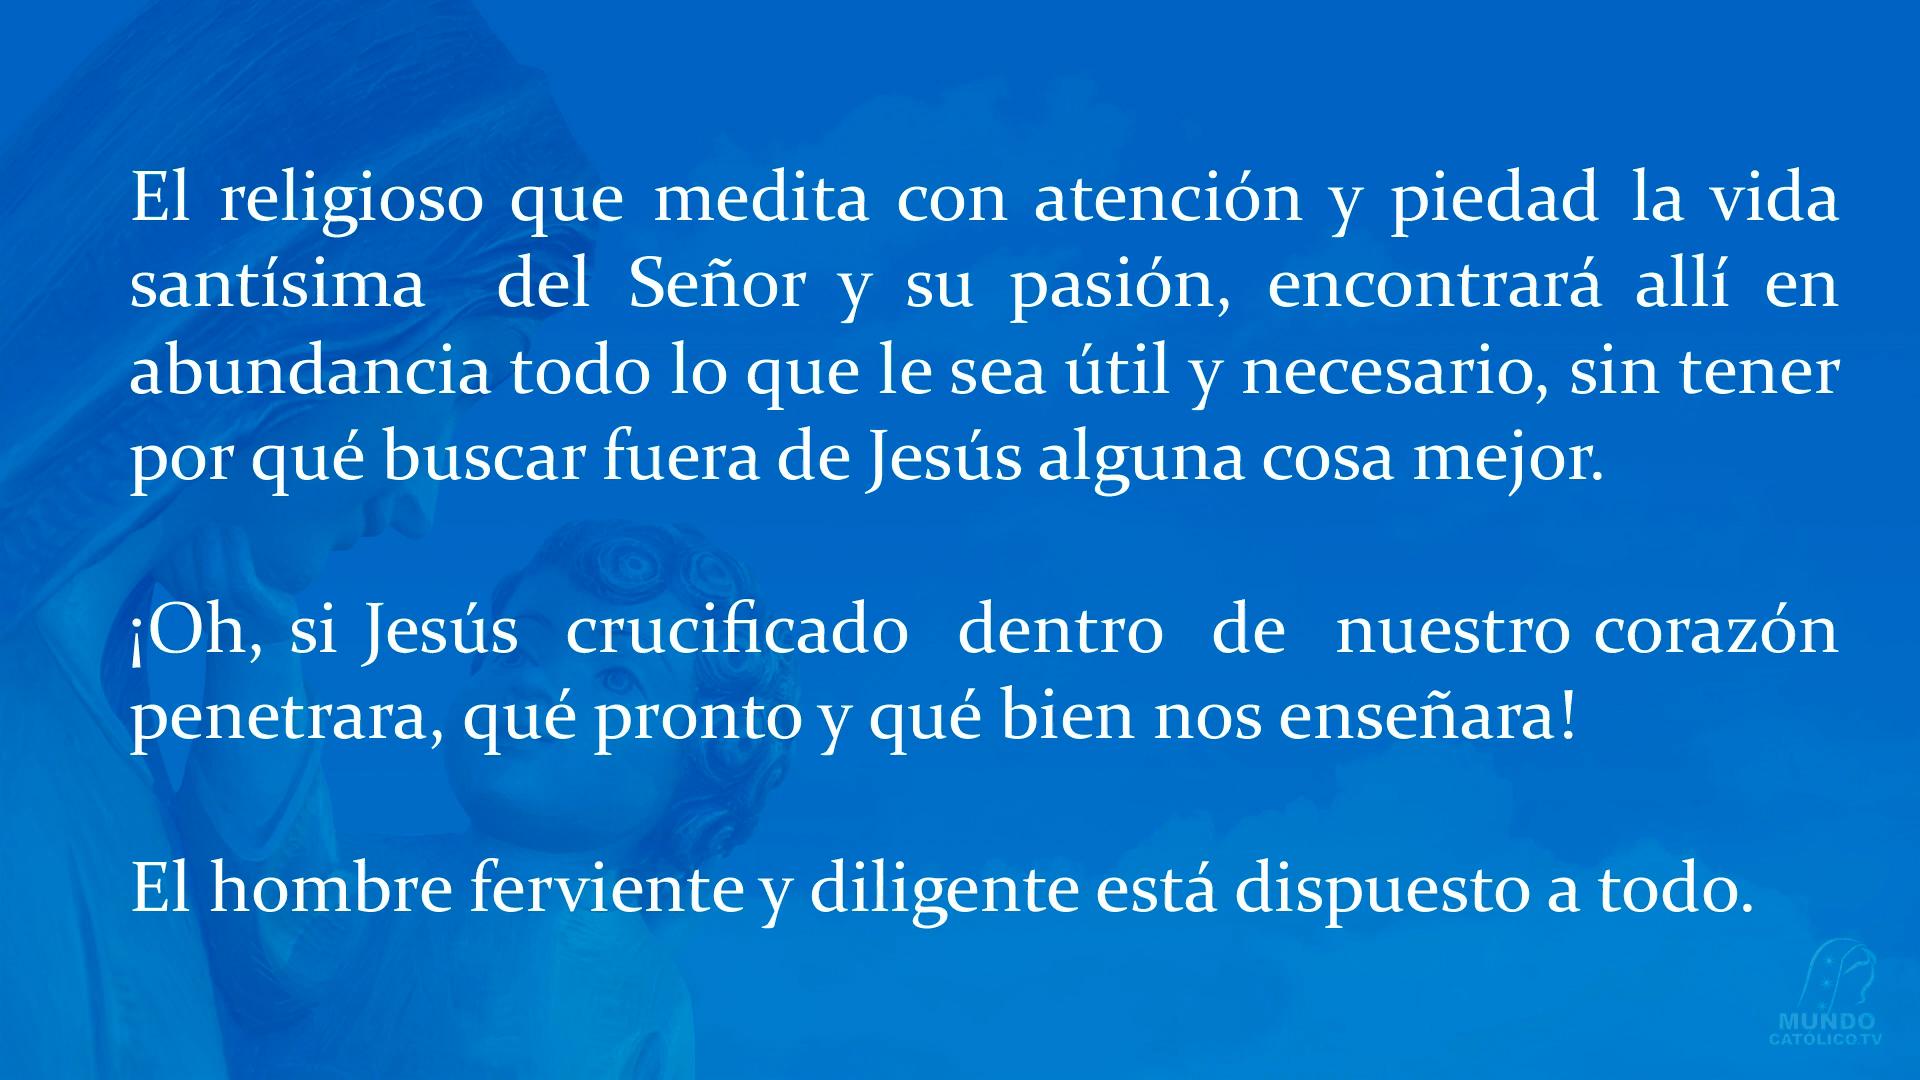 El religioso que medita con atención y piedad la vida
santísima del Señor y su pasión, encontrará allí en
abundancia todo lo que le sea útil y necesario, sin tener
por qué buscar fuera de Jesús alguna cosa mejor.
¡Oh, si Jesús crucificado dentro de nuestro corazón
penetrara, qué pronto y qué bien nos enseñara!
El hombre ferviente y diligente está dispuesto a todo.
MUNDO
CATÓLICO.TV